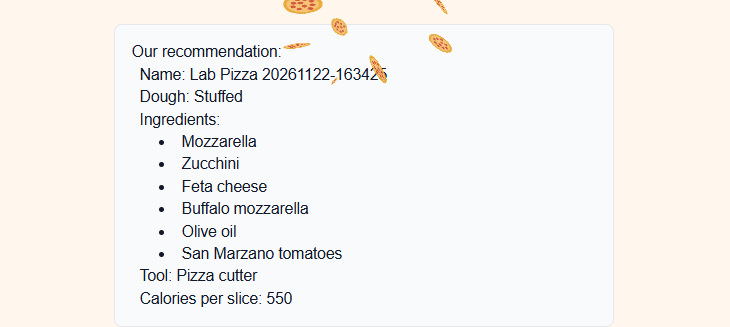 Our recommendation:
Name: Lab Pizza 20261122-163425
Dough: Stuffed
Ingredients:
• Mozzarella
• Zucchini
• Feta cheese
• Buffalo mozzarella
• Olive oil
• San Marzano tomatoes
Tool: Pizza cutter
Calories per slice: 550